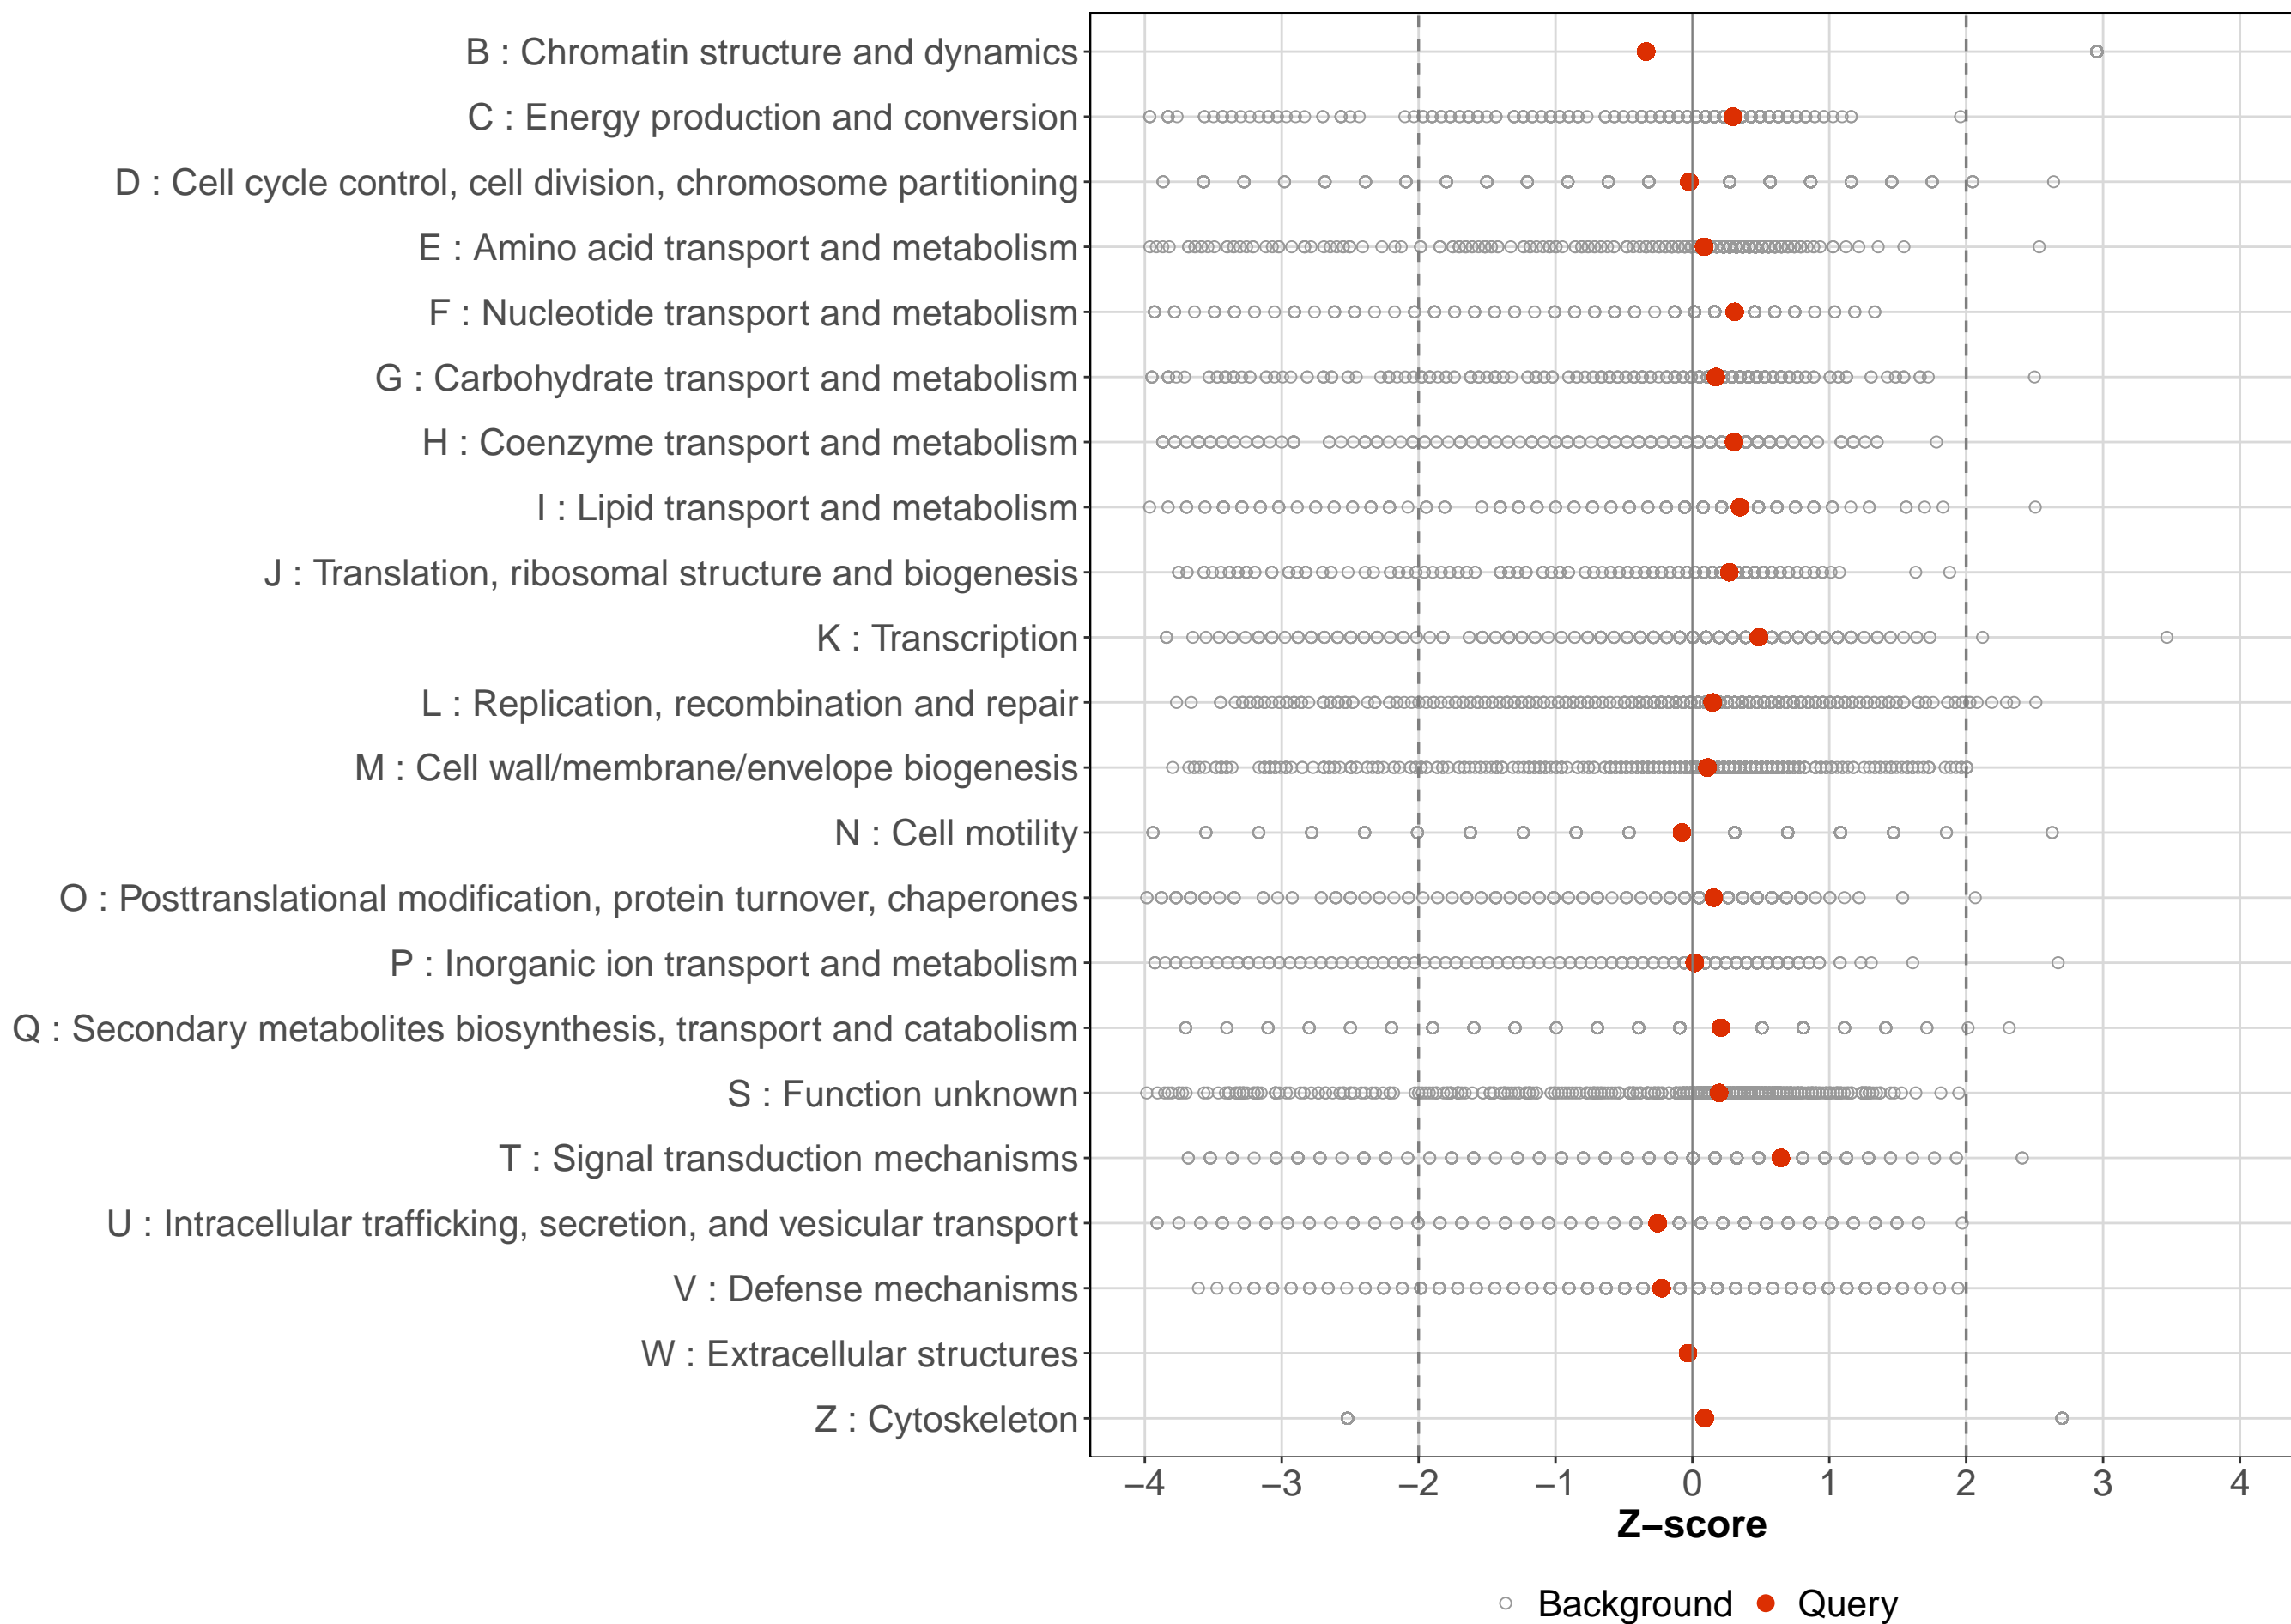 B : Chromatin structure and dynamics
C : Energy production and conversion
D : Cell cycle control, cell division, chromosome partitioning
E : Amino acid transport and metabolism
F : Nucleotide transport and metabolism
G : Carbohydrate transport and metabolism
H : Coenzyme transport and metabolism
I : Lipid transport and metabolism
J : Translation, ribosomal structure and biogenesis
K : Transcription
L : Replication, recombination and repair
M : Cell wall/membrane/envelope biogenesis
N : Cell motility
O : Posttranslational modification, protein turnover, chaperones
P : Inorganic ion transport and metabolism
Q : Secondary metabolites biosynthesis, transport and catabolism
S : Function unknown
T : Signal transduction mechanisms
U : Intracellular trafficking, secretion, and vesicular transport
V : Defense mechanisms
W : Extracellular structures
Z : Cytoskeleton
−4 −3 −2 −1 0 1 2 3 4
Z−score
Background Query